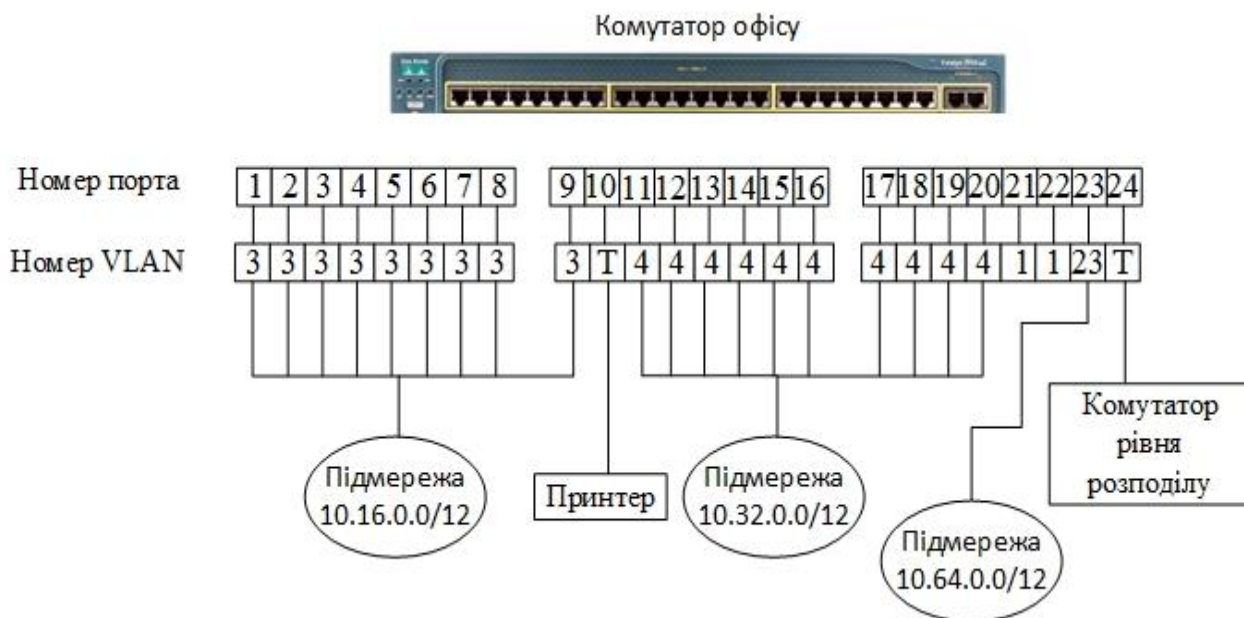 Комутатор офісу
Номер порта
1 2 3 4 5 6 7 8 9 10 11 12 13 14 15 16 17 18 19 20 21 22 23 24
Номер VLAN
3 3 3 3 3 3 3 3 3 T 4 4 4 4 4 4 4 4 4 4 1 1 23 T
Підмережа
10.16.0.0/12
Принтер
Підмережа
10.32.0.0/12
Підмережа
10.64.0.0/12
Комутатор
рівня
розподілу